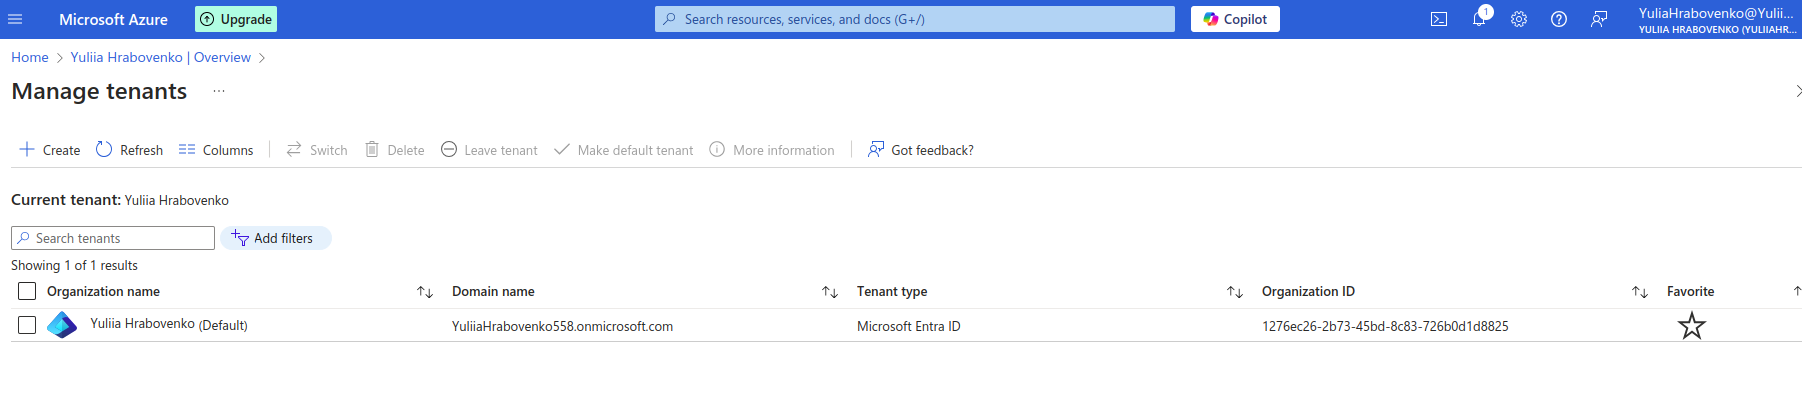 Microsoft Azure Upgrade Search resources, services, and docs (G+/) Copilot 1 YuliaHrabovenko@Yulii...
YULIIA HRABOVENKO (YULIIAHR...
Home > Yuliia Hrabovenko | Overview >
Manage tenants ...
Create Refresh Columns Switch Delete Leave tenant Make default tenant More information Got feedback?
Current tenant: Yuliia Hrabovenko
Search tenants Add filters
Showing 1 of 1 results
Organization name Domain name Tenant type Organization ID Favorite
Yuliia Hrabovenko (Default) YuliiaHrabovenko558.onmicrosoft.com Microsoft Entra ID 1276ec26-2b73-45bd-8c83-726b0d1d8825